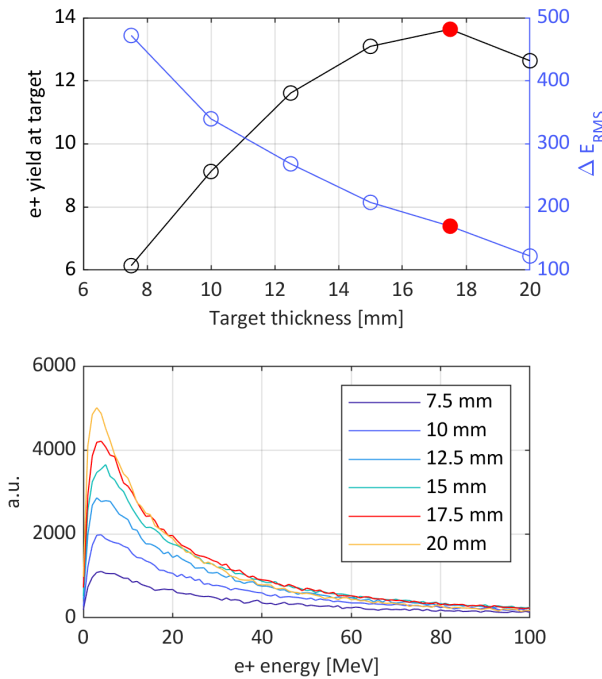 14
12
10
8
6
e+ yield at target
500
400
300
200
100
Δ E_RMS
6 8 10 12 14 16 18 20
Target thickness [mm]
6000
4000
2000
0
a.u.
7.5 mm
10 mm
12.5 mm
15 mm
17.5 mm
20 mm
0 20 40 60 80 100
e+ energy [MeV]